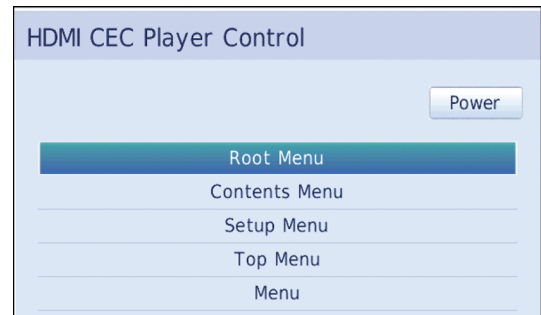 HDMI CEC Player Control
Power
Root Menu
Contents Menu
Setup Menu
Top Menu
Menu